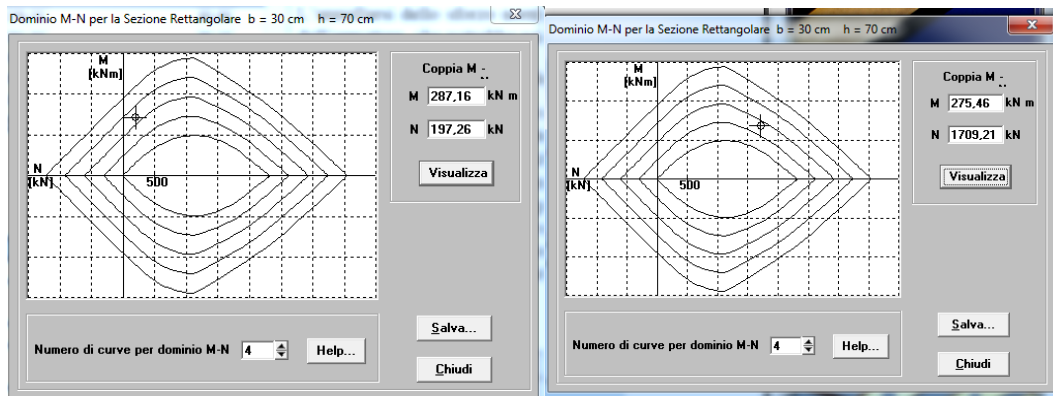 Dominio M-N per la Sezione Rettangolare b = 30 cm h = 70 cm
M
[kNm]
N
[kN]
500
Coppia M -
M 287,16 kN m
N 197,26 kN
Visualizza
Numero di curve per dominio M-N 4
Help...
Salva...
Chiudi
Dominio M-N per la Sezione Rettangolare b = 30 cm h = 70 cm
M
[kNm]
N
[kN]
500
Coppia M -
M 275,46 kN m
N 1709,21 kN
Visualizza
Numero di curve per dominio M-N 4
Help...
Salva...
Chiudi